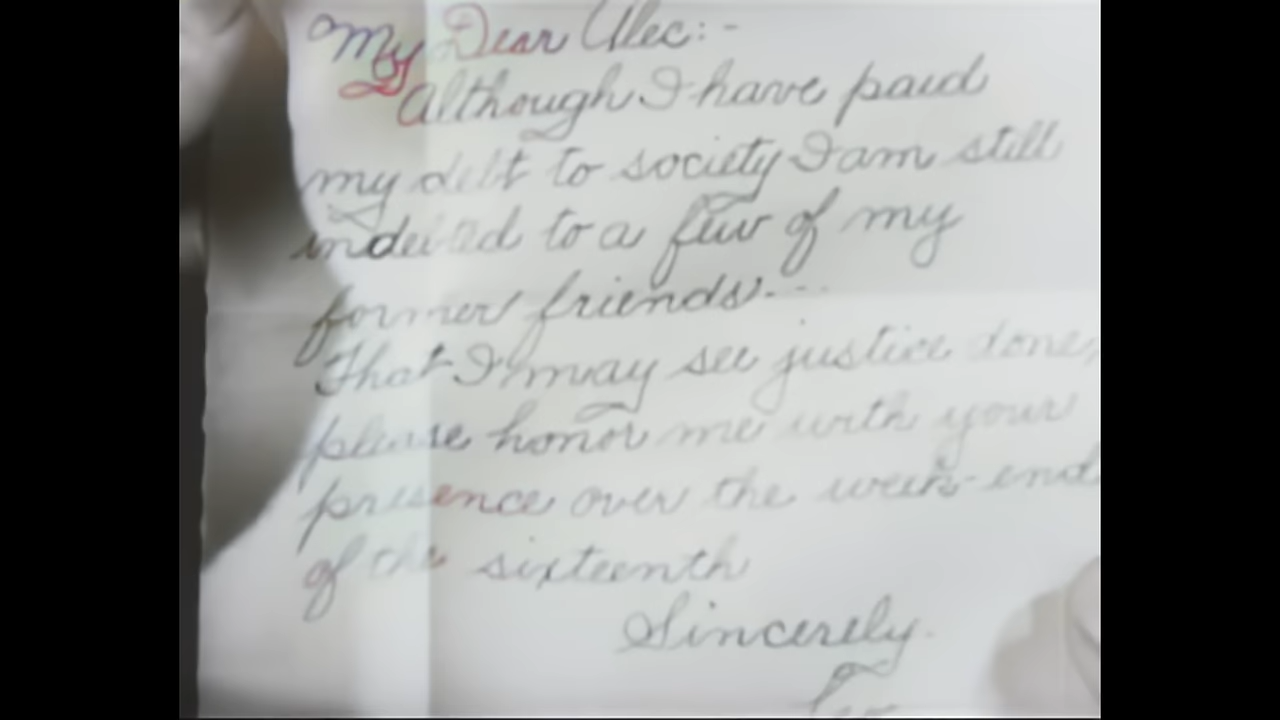 My Dear Alec:-
Although I have paid
my debt to society I am still
indebted to a few of my
former friends...
That I may see justice done,
please honor me with your
presence over the week-end
of the sixteenth
Sincerely